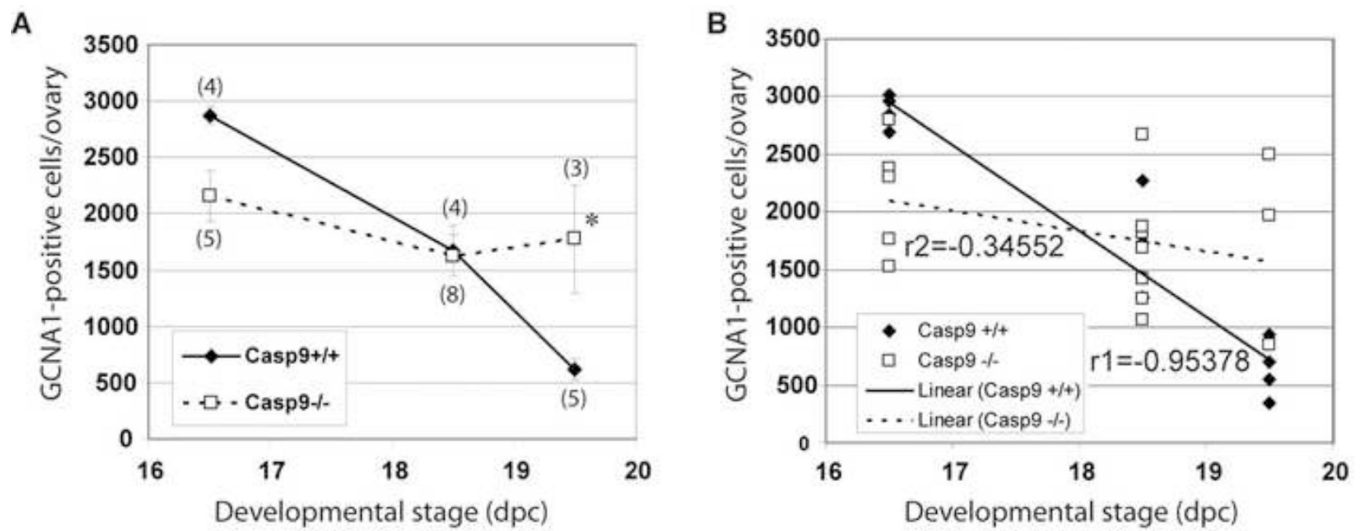 A
3500
3000
2500
2000
1500
1000
500
0
GCNA1-positive cells/ovary
(4)
(5)
(4)
(8)
(3)
*
(5)
Casp9+/+
Casp9-/-
16 17 18 19 20
Developmental stage (dpc)
B
3500
3000
2500
2000
1500
1000
500
0
GCNA1-positive cells/ovary
r2=-0.34552
r1=-0.95378
Casp9 +/+
Casp9 -/-
Linear (Casp9 +/+)
Linear (Casp9 -/-)
16 17 18 19 20
Developmental stage (dpc)